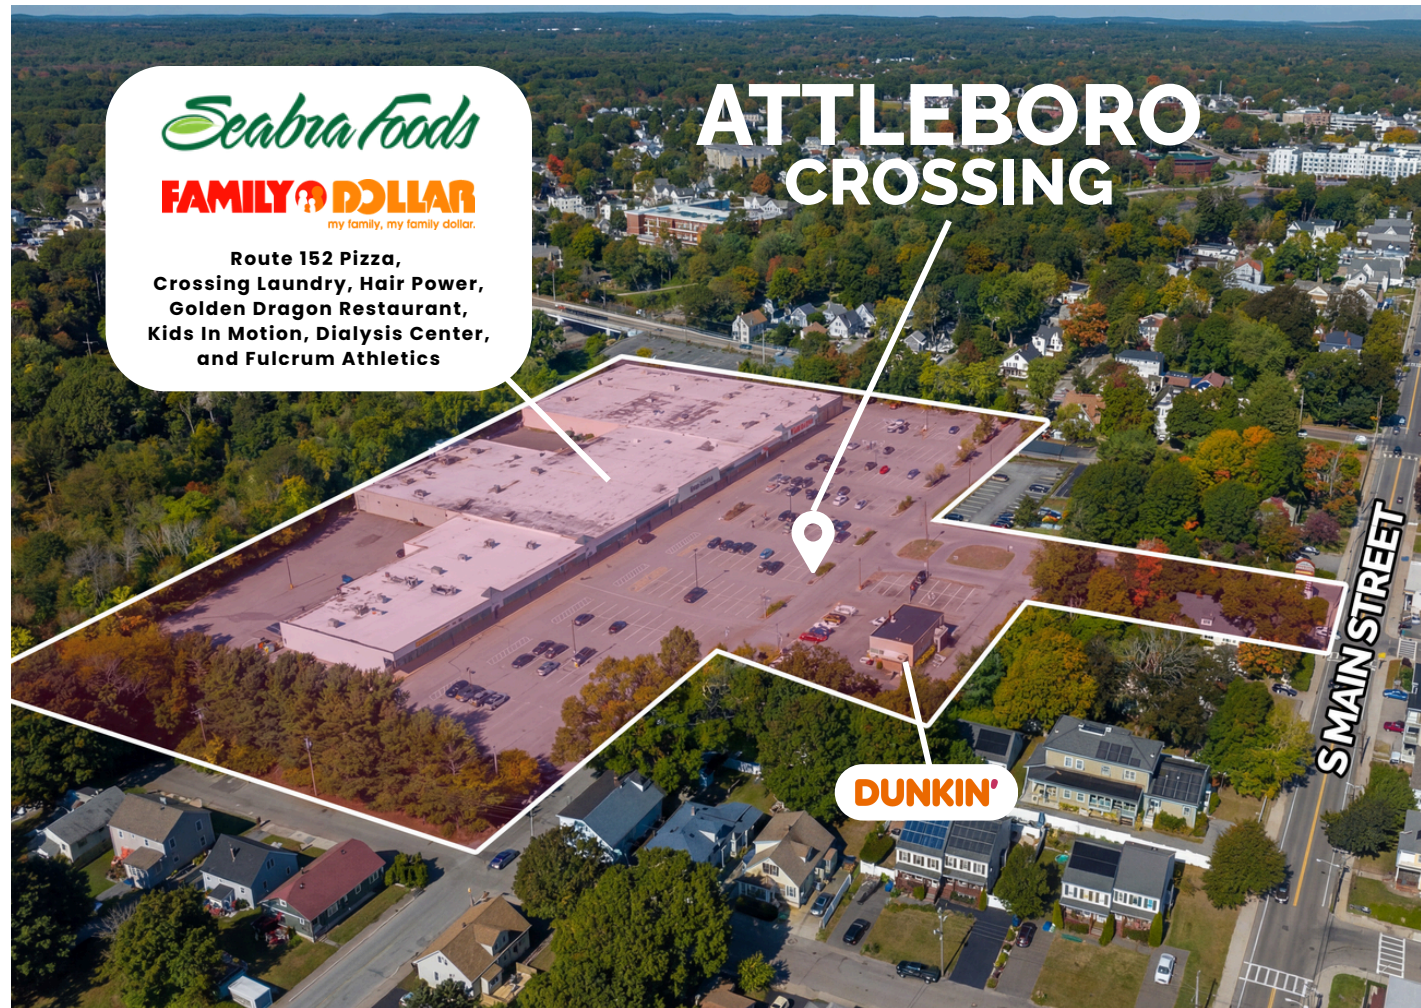 Seabra Foods
FAMILY DOLLAR
my family, my family dollar.
Route 152 Pizza,
Crossing Laundry, Hair Power,
Golden Dragon Restaurant,
Kids In Motion, Dialysis Center,
and Fulcrum Athletics
ATTLEBORO
CROSSING
S MAIN STREET
DUNKIN'